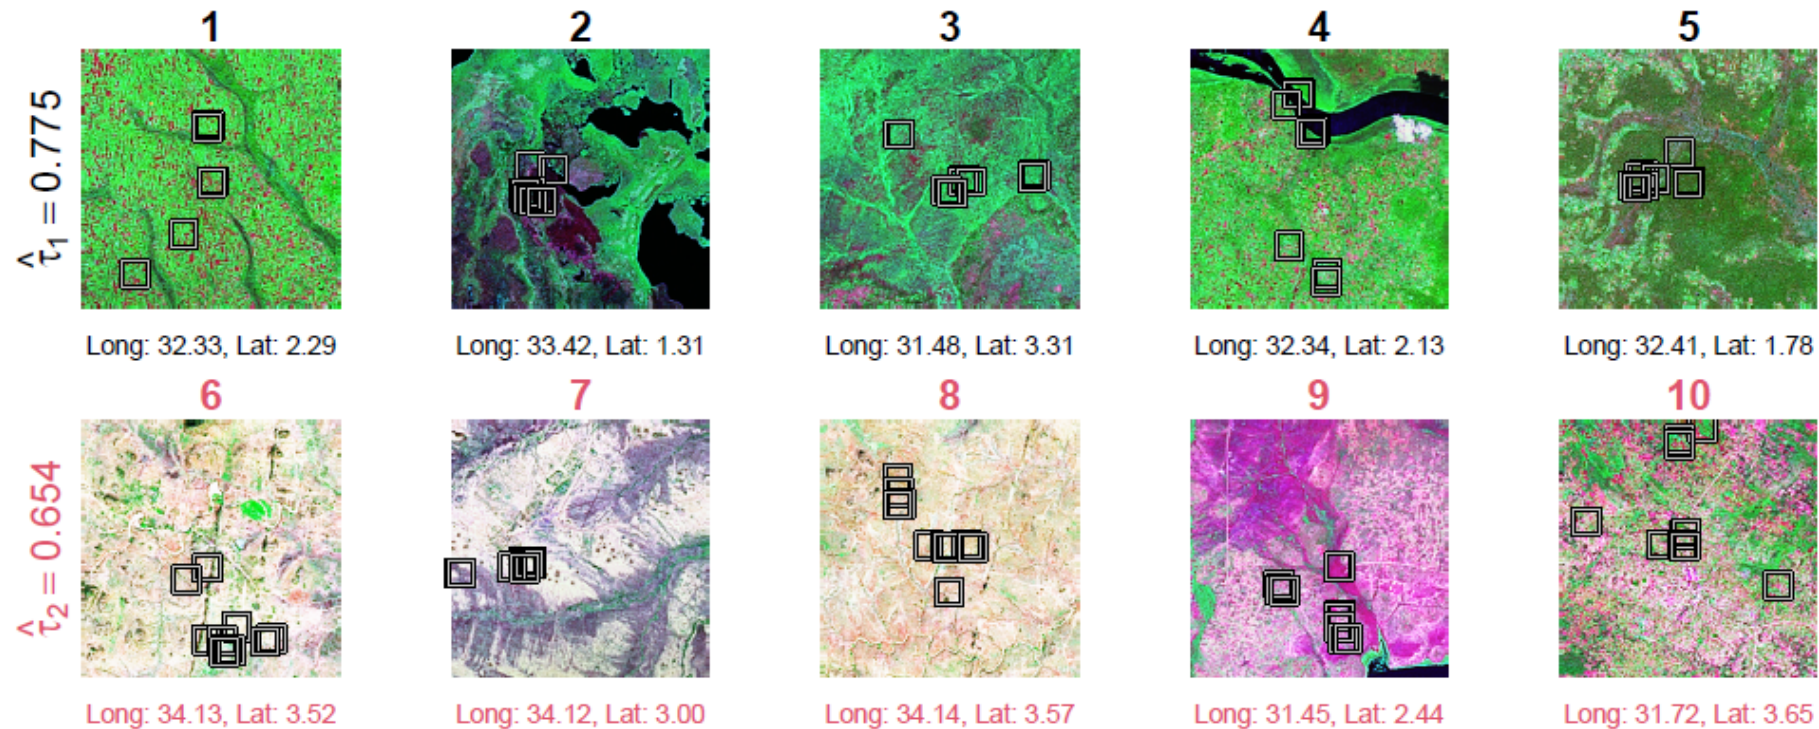 1 2 3 4 5
τ̂₁ = 0.775
Long: 32.33, Lat: 2.29 Long: 33.42, Lat: 1.31 Long: 31.48, Lat: 3.31 Long: 32.34, Lat: 2.13 Long: 32.41, Lat: 1.78
6 7 8 9 10
τ̂₂ = 0.654
Long: 34.13, Lat: 3.52 Long: 34.12, Lat: 3.00 Long: 34.14, Lat: 3.57 Long: 31.45, Lat: 2.44 Long: 31.72, Lat: 3.65